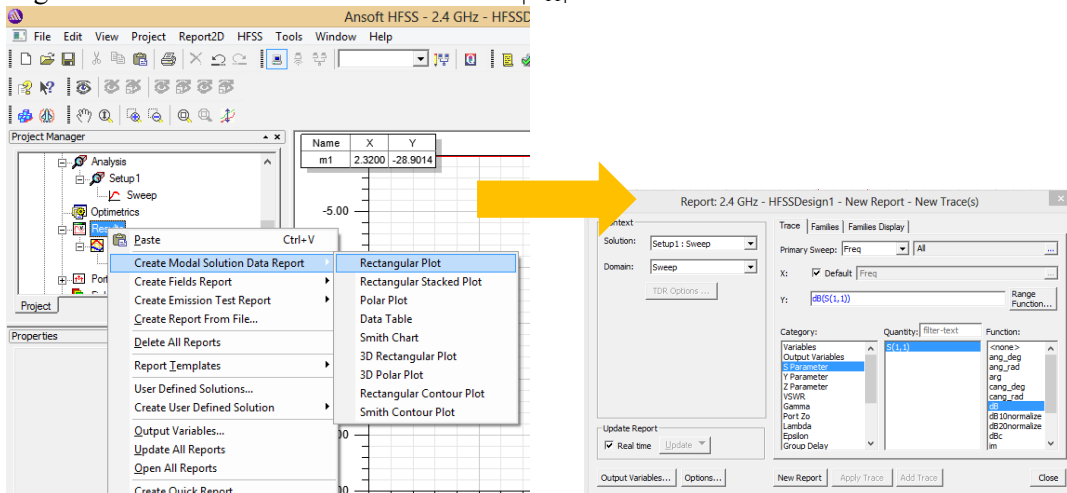 Ansoft HFSS - 2.4 GHz - HFSSD
File Edit View Project Report2D HFSS Tools Window Help
Project Manager
Analysis
Setup1
Sweep
Optimetrics
Project
Properties
Name X Y
m1 2.3200 -28.9014
-5.00
Paste Ctrl+V
Create Modal Solution Data Report
Create Fields Report
Create Emission Test Report
Create Report From File...
Delete All Reports
Report Templates
User Defined Solutions...
Create User Defined Solution
Output Variables...
Update All Reports
Open All Reports
Create Quick Report
Rectangular Plot
Rectangular Stacked Plot
Polar Plot
Data Table
Smith Chart
3D Rectangular Plot
3D Polar Plot
Rectangular Contour Plot
Smith Contour Plot
Report: 2.4 GHz - HFSSDesign1 - New Report - New Trace(s)
Solution: Setup1 : Sweep
Domain: Sweep
TDR Options ...
Update Report
Real time Update
Output Variables... Options...
Trace Families Families Display
Primary Sweep: Freq All ...
X: Default Freq ...
Y: dB(S(1,1)) Range Function...
Category: Quantity: filter-text Function:
Variables
Output Variables
S Parameter
Y Parameter
Z Parameter
VSWR
Gamma
Port Zo
Lambda
Epsilon
Group Delay
S(1,1)
<none>
ang_deg
ang_rad
arg
cang_deg
cang_rad
dB
dB10normalize
dB20normalize
dBc
im
New Report Apply Trace Add Trace Close